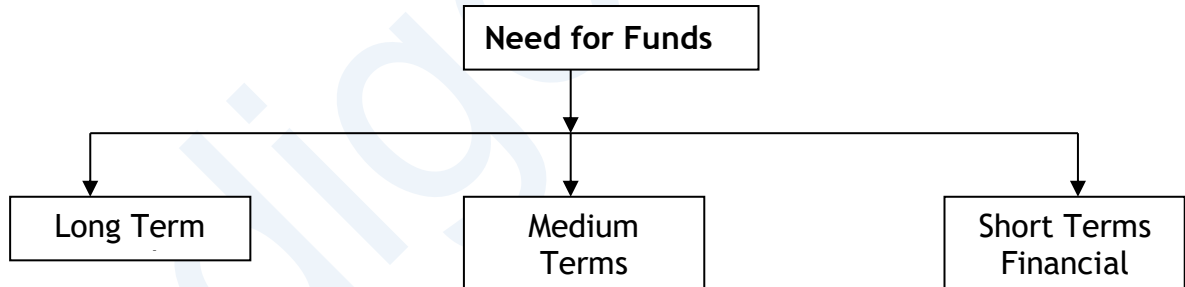 Need for Funds
Long Term
Medium
Terms
Short Terms
Financial